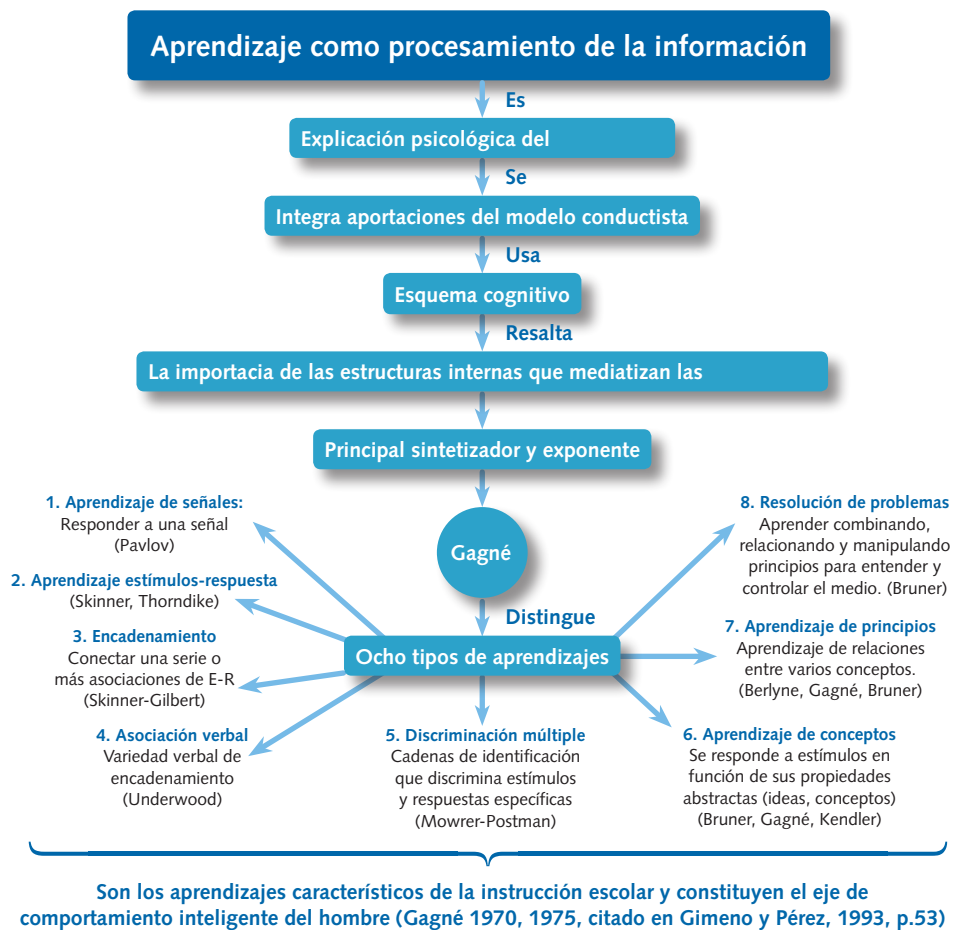 Aprendizaje como procesamiento de la información
Es
Explicación psicológica del
Se
Integra aportaciones del modelo conductista
Usa
Esquema cognitivo
Resalta
La importacia de las estructuras internas que mediatizan las
Principal sintetizador y exponente
Gagné
Distingue
Ocho tipos de aprendizajes
1. Aprendizaje de señales:
Responder a una señal
(Pavlov)
2. Aprendizaje estímulos-respuesta
(Skinner, Thorndike)
3. Encadenamiento
Conectar una serie o
más asociaciones de E-R
(Skinner-Gilbert)
4. Asociación verbal
Variedad verbal de
encadenamiento
(Underwood)
5. Discriminación múltiple
Cadenas de identificación
que discrimina estímulos
y respuestas específicas
(Mowrer-Postman)
6. Aprendizaje de conceptos
Se responde a estímulos en
función de sus propiedades
abstractas (ideas, conceptos)
(Bruner, Gagné, Kendler)
7. Aprendizaje de principios
Aprendizaje de relaciones
entre varios conceptos.
(Berlyne, Gagné, Bruner)
8. Resolución de problemas
Aprender combinando,
relacionando y manipulando
principios para entender y
controlar el medio. (Bruner)
Son los aprendizajes característicos de la instrucción escolar y constituyen el eje de
comportamiento inteligente del hombre (Gagné 1970, 1975, citado en Gimeno y Pérez, 1993, p.53)